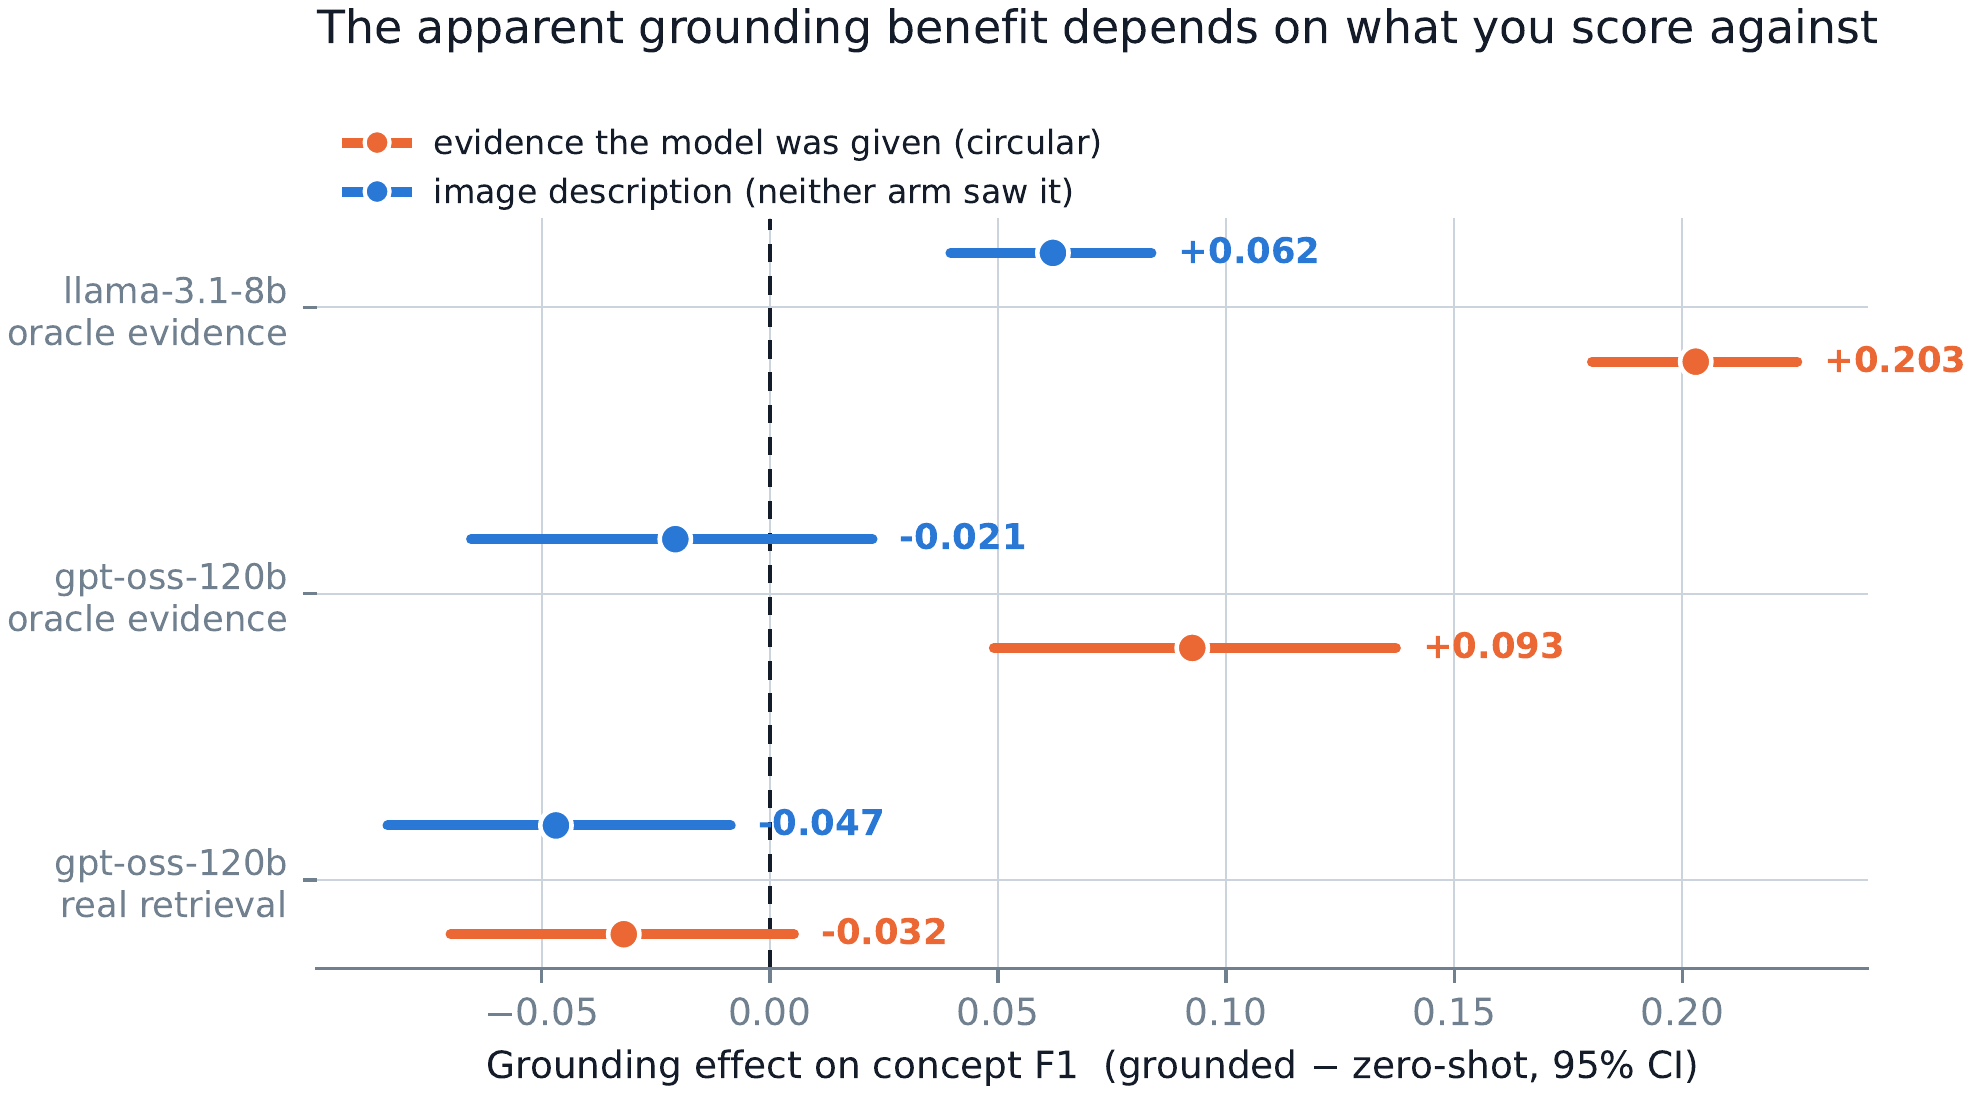 The apparent grounding benefit depends on what you score against
evidence the model was given (circular)
image description (neither arm saw it)
llama-3.1-8b
oracle evidence
+0.062
+0.203
gpt-oss-120b
oracle evidence
-0.021
+0.093
gpt-oss-120b
real retrieval
-0.047
-0.032
−0.05 0.00 0.05 0.10 0.15 0.20
Grounding effect on concept F1 (grounded − zero-shot, 95% CI)